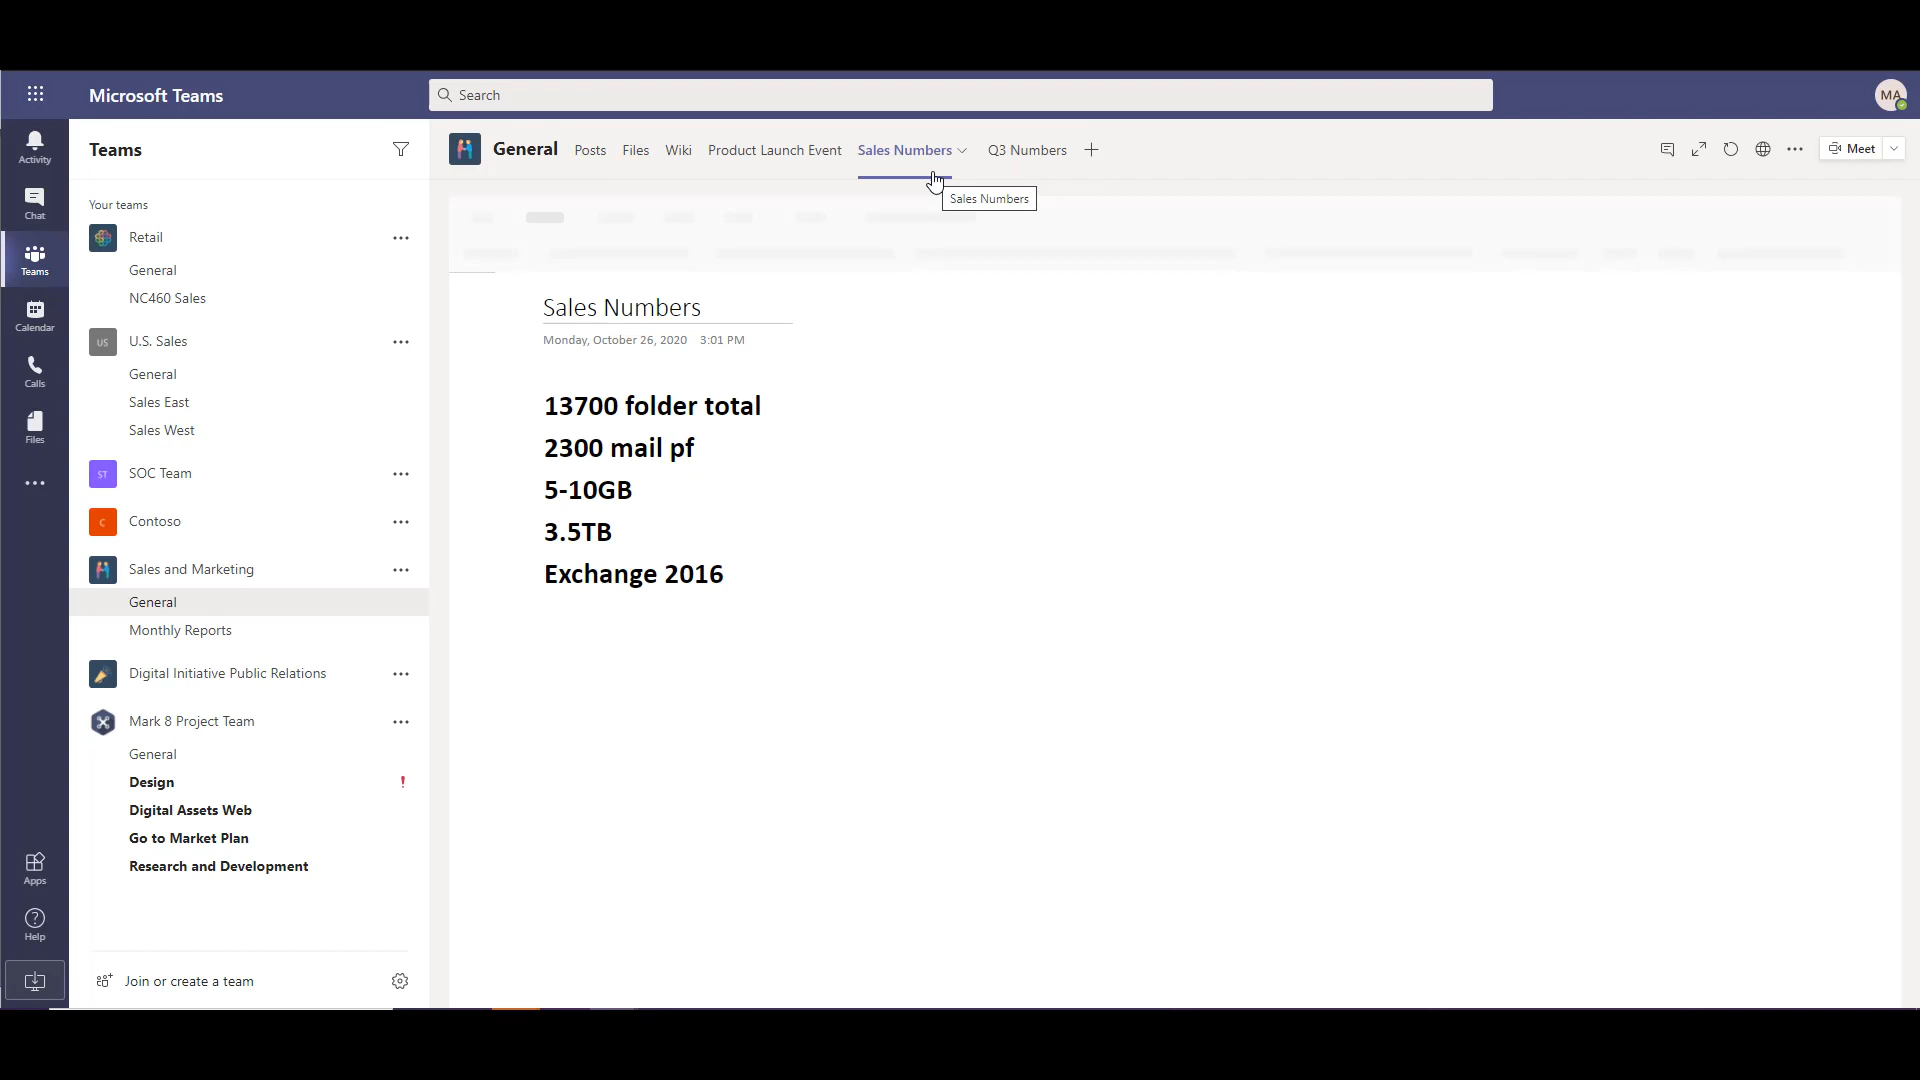 Microsoft Teams
Search
MA
Activity
Chat
Teams
Calendar
Calls
Files
Apps
Help
Teams
Your teams
Retail
General
NC460 Sales
US
U.S. Sales
General
Sales East
Sales West
ST
SOC Team
C
Contoso
Sales and Marketing
General
Monthly Reports
Digital Initiative Public Relations
Mark 8 Project Team
General
Design !
Digital Assets Web
Go to Market Plan
Research and Development
Join or create a team
General Posts Files Wiki Product Launch Event Sales Numbers Q3 Numbers
Meet
Sales Numbers
Sales Numbers
Monday, October 26, 2020 3:01 PM
13700 folder total
2300 mail pf
5-10GB
3.5TB
Exchange 2016